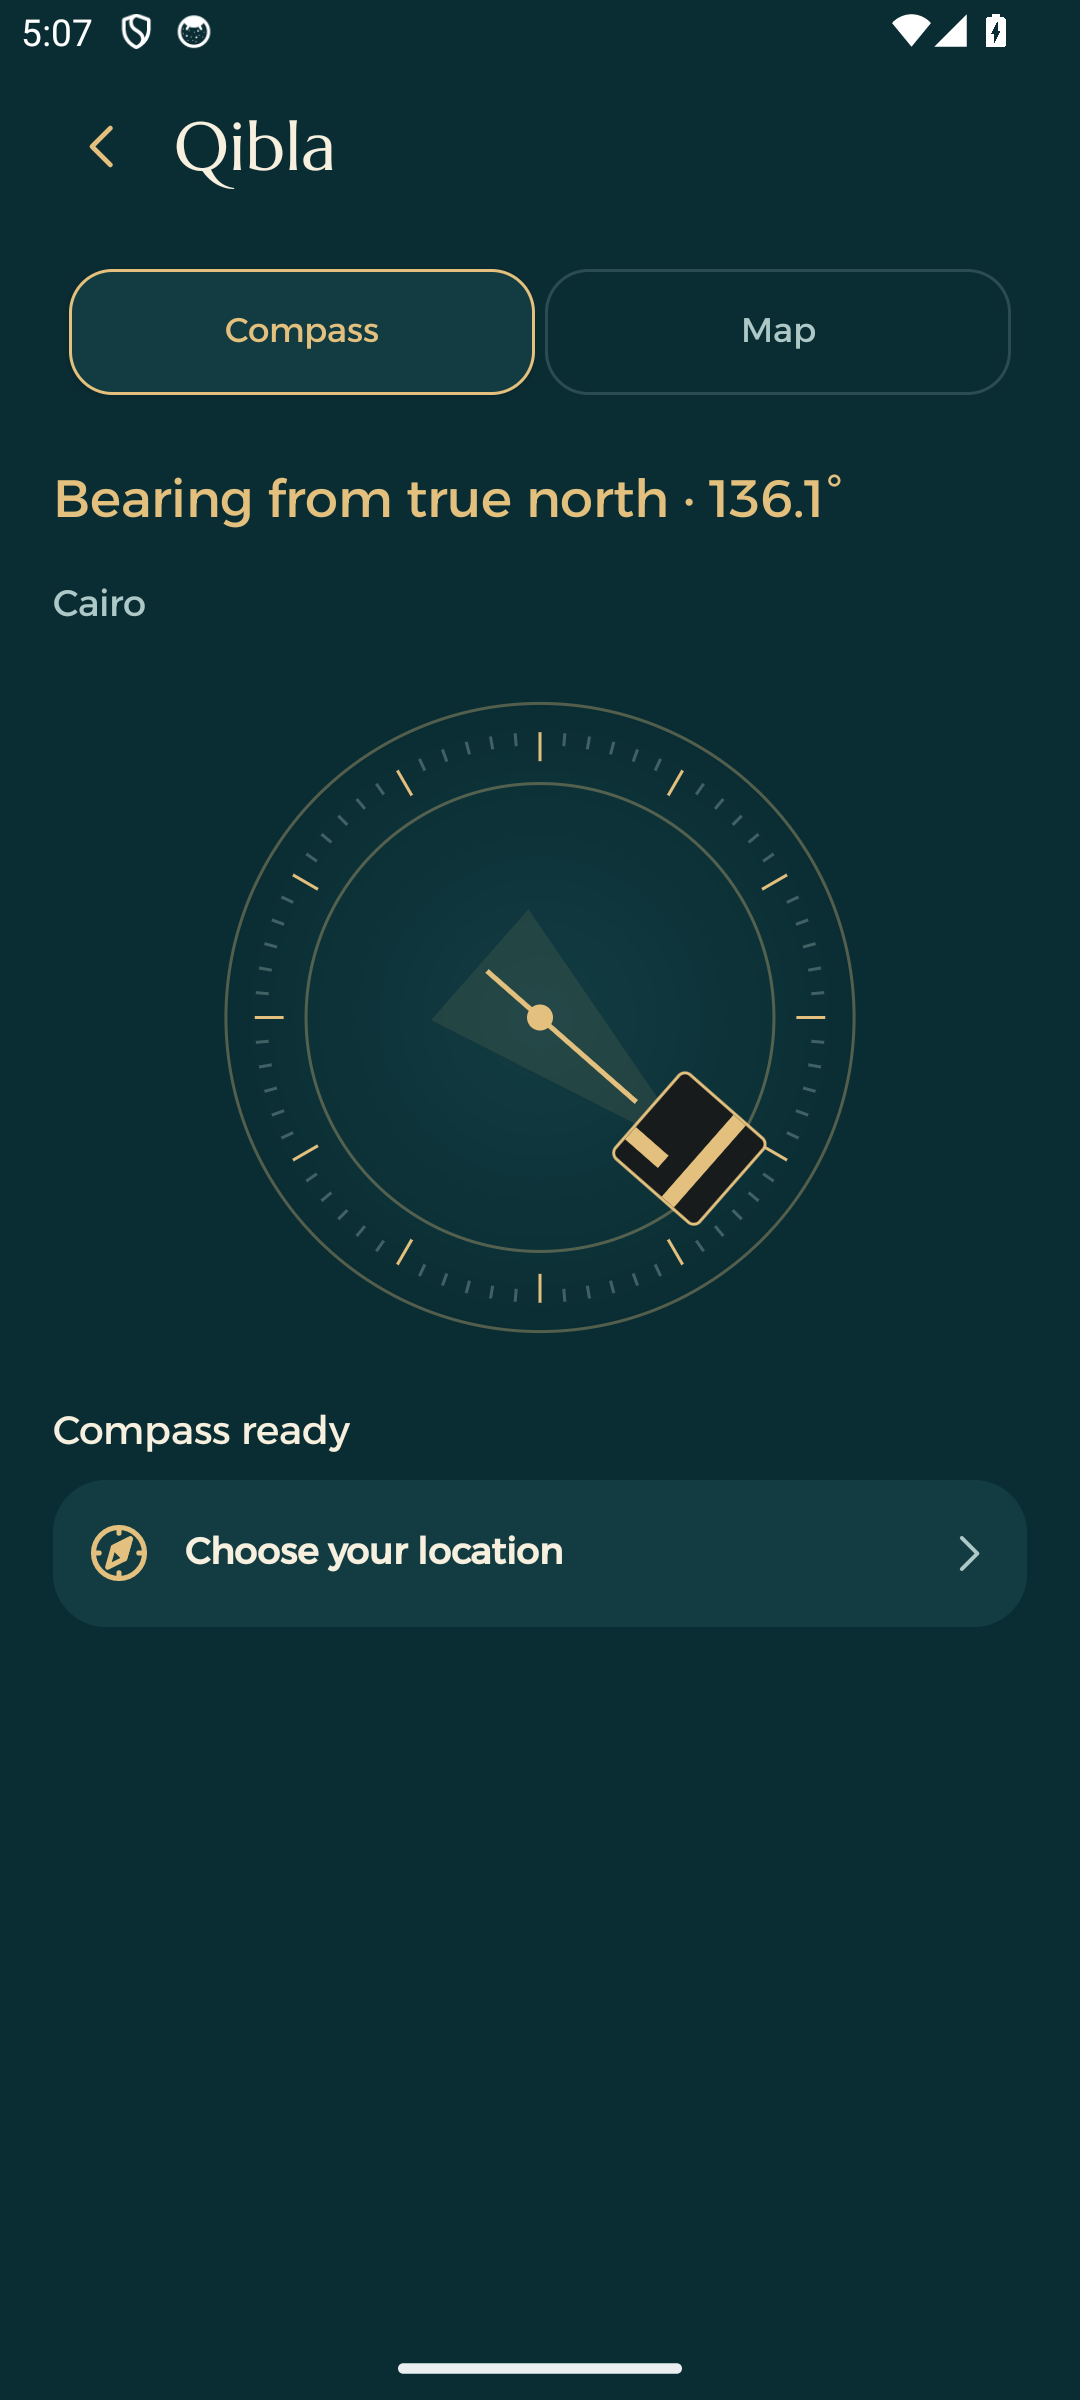 5:07
Qibla
Compass
Map
Bearing from true north · 136.1°
Cairo
Compass ready
Choose your location